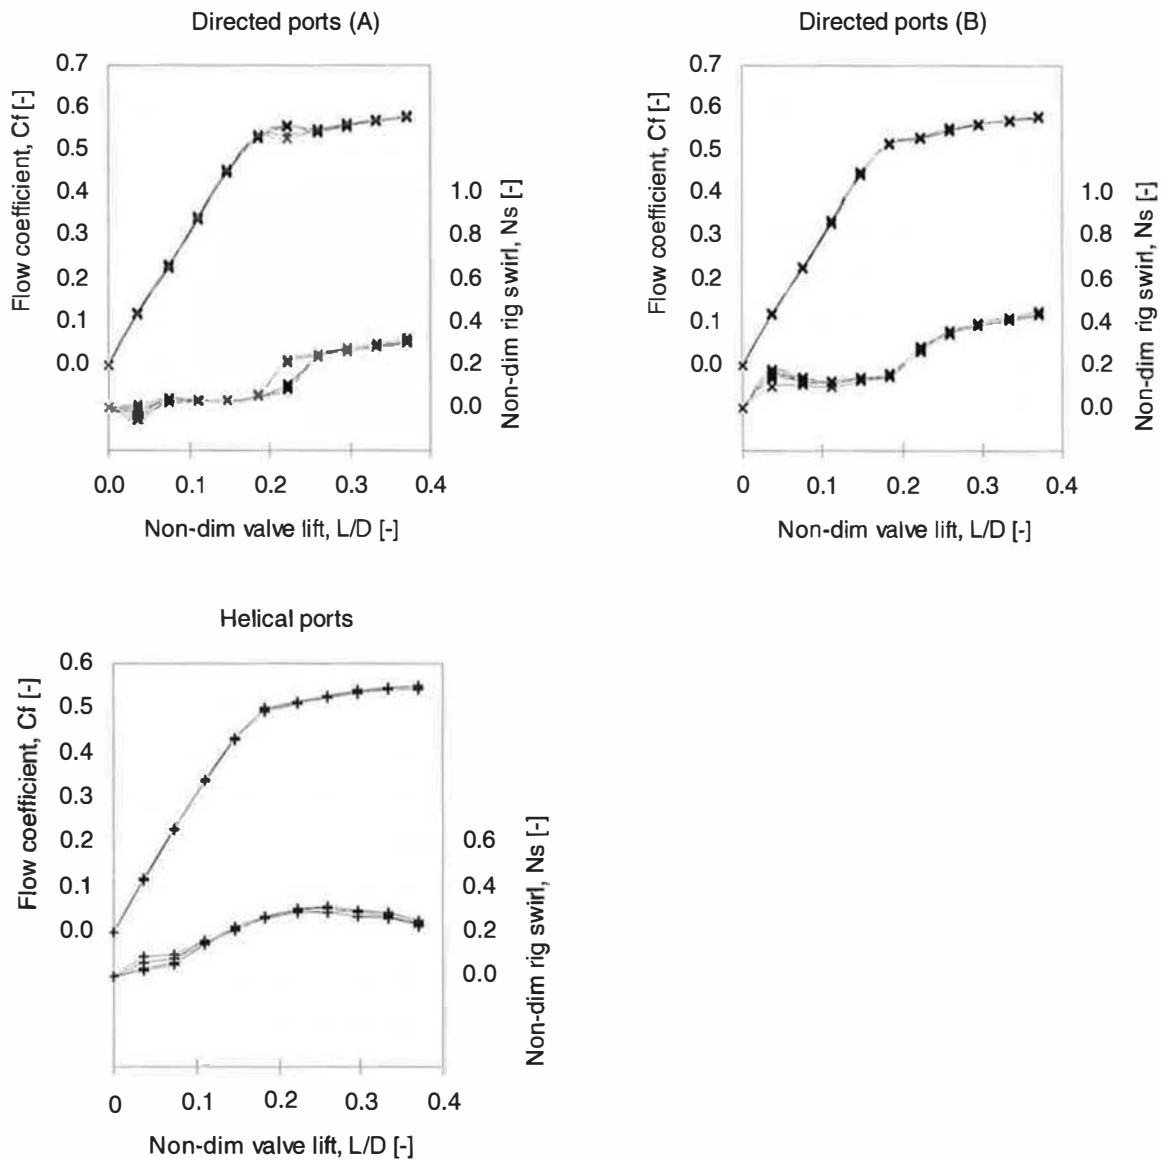 Directed ports (A)
0.7
0.6
0.5
0.4
0.3
0.2
0.1
0.0
Flow coefficient, Cf [-]
1.0
0.8
0.6
0.4
0.2
0.0
Non-dim rig swirl, Ns [-]
0.0 0.1 0.2 0.3 0.4
Non-dim valve lift, L/D [-]
Directed ports (B)
0.7
0.6
0.5
0.4
0.3
0.2
0.1
0.0
Flow coefficient, Cf [-]
1.0
0.8
0.6
0.4
0.2
0.0
Non-dim rig swirl, Ns [-]
0 0.1 0.2 0.3 0.4
Non-dim valve lift, L/D [-]
Helical ports
0.6
0.5
0.4
0.3
0.2
0.1
0.0
Flow coefficient, Cf [-]
0.6
0.4
0.2
0.0
Non-dim rig swirl, Ns [-]
0 0.1 0.2 0.3 0.4
Non-dim valve lift, L/D [-]